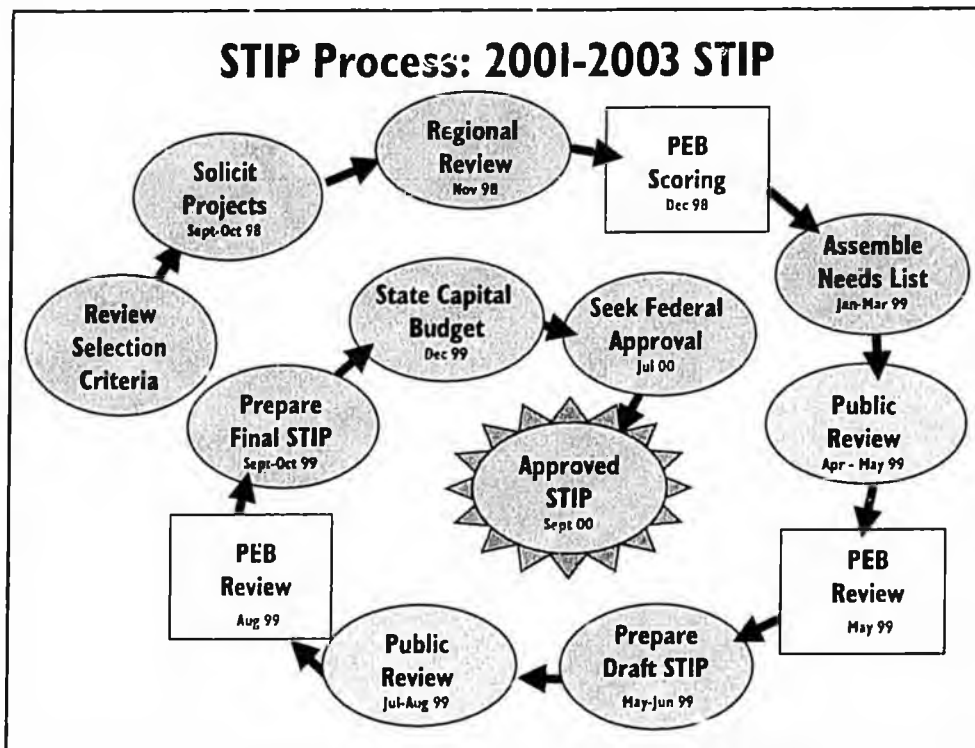 STIP Process: 2001-2003 STIP
Review
Selection
Criteria
Solicit
Projects
Sept-Oct 98
Regional
Review
Nov 98
PEB
Scoring
Dec 98
Assemble
Needs List
Jan-Mar 99
Public
Review
Apr - May 99
PEB
Review
May 99
Prepare
Draft STIP
May-Jun 99
Public
Review
Jul-Aug 99
PEB
Review
Aug 99
Prepare
Final STIP
Sept-Oct 99
State Capital
Budget
Dec 99
Seek Federal
Approval
Jul 00
Approved
STIP
Sept 00